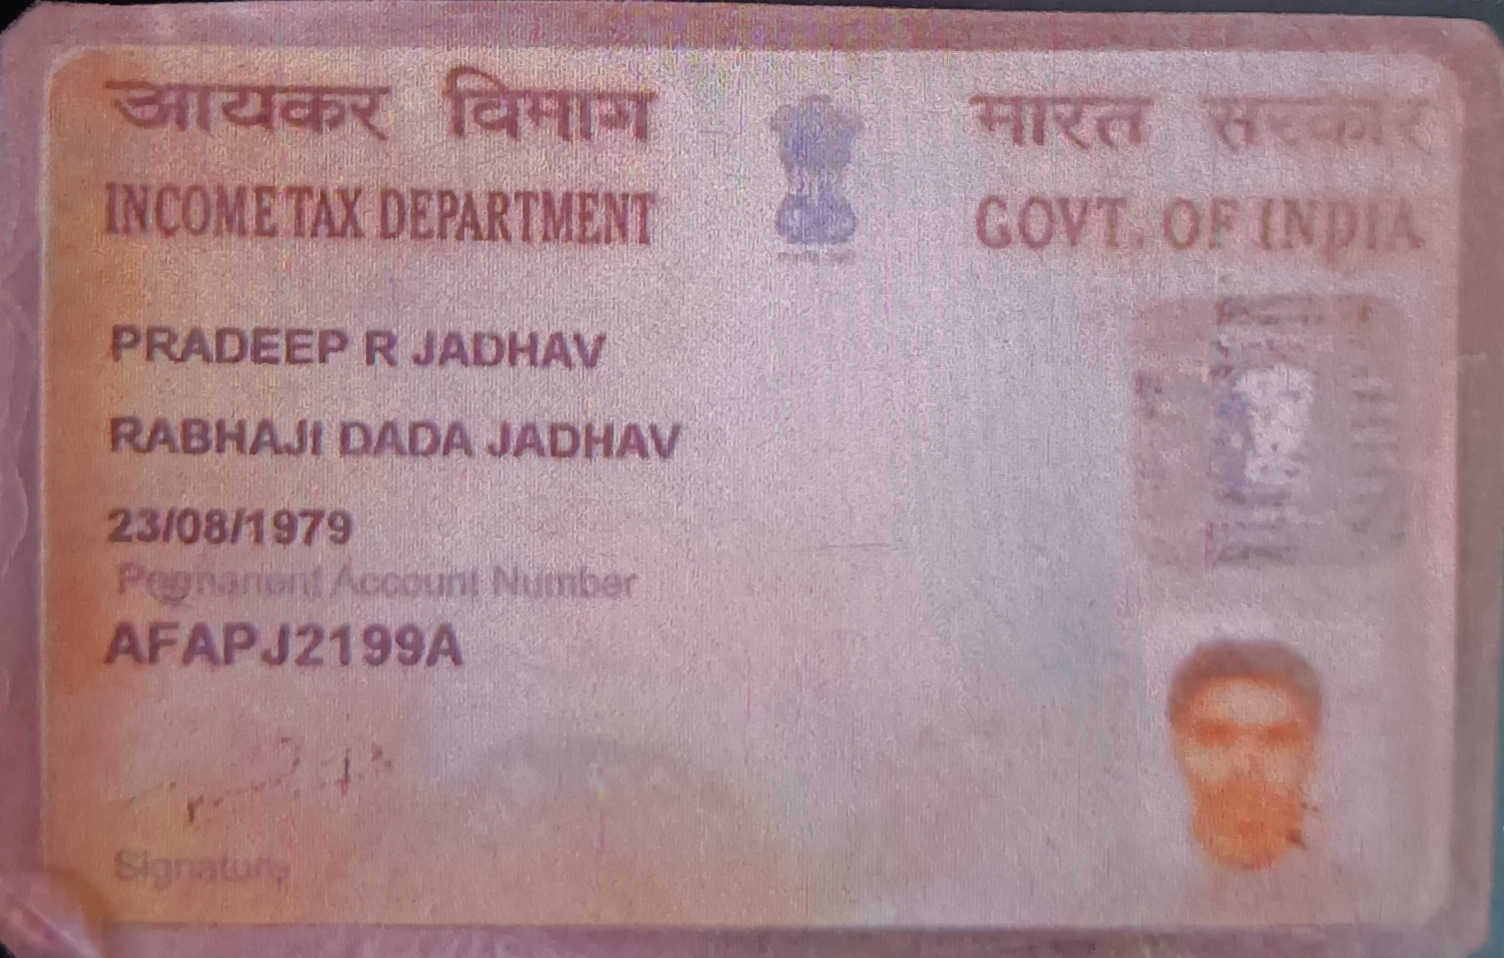 आयकर विभाग
भारत सरकार
INCOME TAX DEPARTMENT
GOVT. OF INDIA
PRADEEP R JADHAV
RABHAJI DADA JADHAV
23/08/1979
Permanent Account Number
AFAPJ2199A
Signature